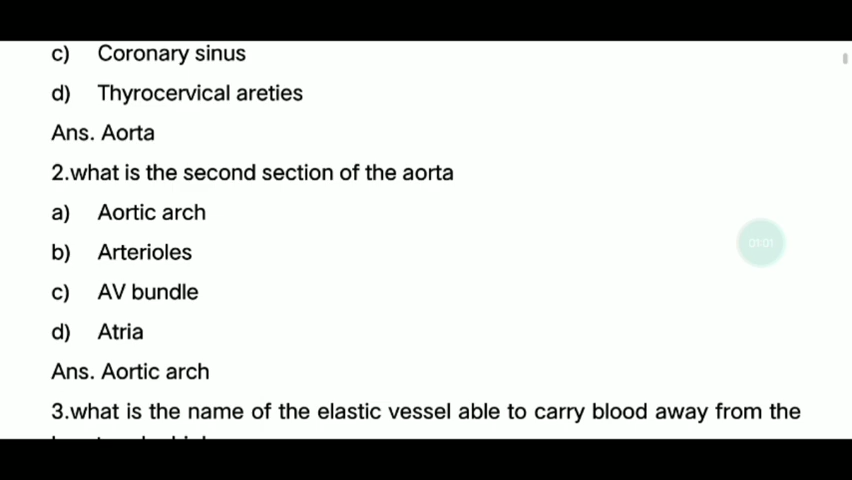 c) Coronary sinus
d) Thyrocervical areties
Ans. Aorta
2.what is the second section of the aorta
a) Aortic arch
b) Arterioles
c) AV bundle
d) Atria
Ans. Aortic arch
3.what is the name of the elastic vessel able to carry blood away from the
01:01